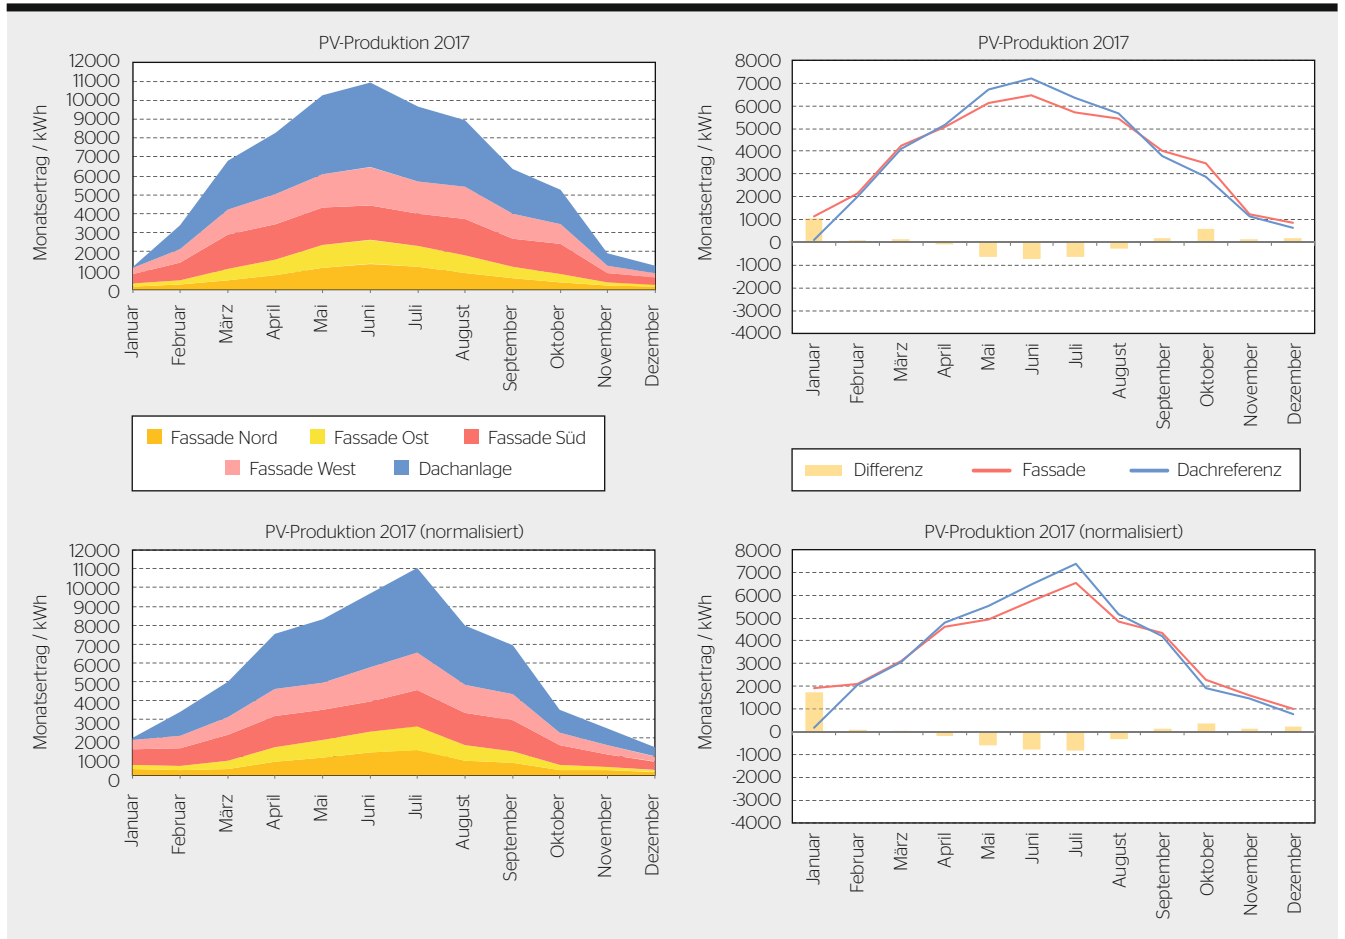 PV-Produktion 2017
Monatsertrag / kWh
12000
11000
10000
9000
8000
7000
6000
5000
4000
3000
2000
1000
0
Januar
Februar
März
April
Mai
Juni
Juli
August
September
Oktober
November
Dezember
Fassade Nord
Fassade Ost
Fassade Süd
Fassade West
Dachanlage
PV-Produktion 2017
Monatsertrag / kWh
8000
7000
6000
5000
4000
3000
2000
1000
0
-1000
-2000
-3000
-4000
Januar
Februar
März
April
Mai
Juni
Juli
August
September
Oktober
November
Dezember
Differenz
Fassade
Dachreferenz
PV-Produktion 2017 (normalisiert)
Monatsertrag / kWh
12000
11000
10000
9000
8000
7000
6000
5000
4000
3000
2000
1000
0
Januar
Februar
März
April
Mai
Juni
Juli
August
September
Oktober
November
Dezember
PV-Produktion 2017 (normalisiert)
Monatsertrag / kWh
8000
7000
6000
5000
4000
3000
2000
1000
0
-1000
-2000
-3000
-4000
Januar
Februar
März
April
Mai
Juni
Juli
August
September
Oktober
November
Dezember